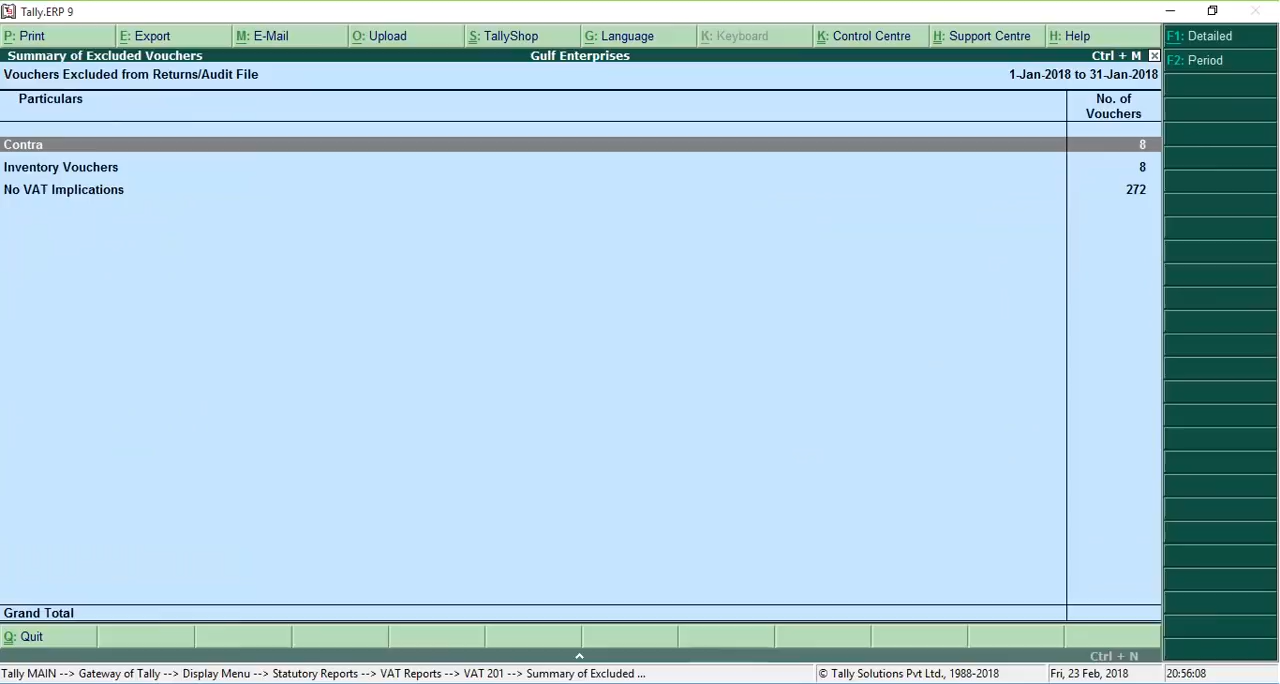 Tally.ERP 9
P: Print E: Export M: E-Mail O: Upload S: TallyShop G: Language K: Keyboard K: Control Centre H: Support Centre H: Help F1: Detailed
Summary of Excluded Vouchers Gulf Enterprises Ctrl + M
F2: Period
Vouchers Excluded from Returns/Audit File 1-Jan-2018 to 31-Jan-2018
Particulars No. of
Vouchers
Contra 8
Inventory Vouchers 8
No VAT Implications 272
Grand Total
Q: Quit
Ctrl + N
Tally MAIN --> Gateway of Tally --> Display Menu --> Statutory Reports --> VAT Reports --> VAT 201 --> Summary of Excluded ... © Tally Solutions Pvt Ltd., 1988-2018 Fri, 23 Feb, 2018 20:56:08